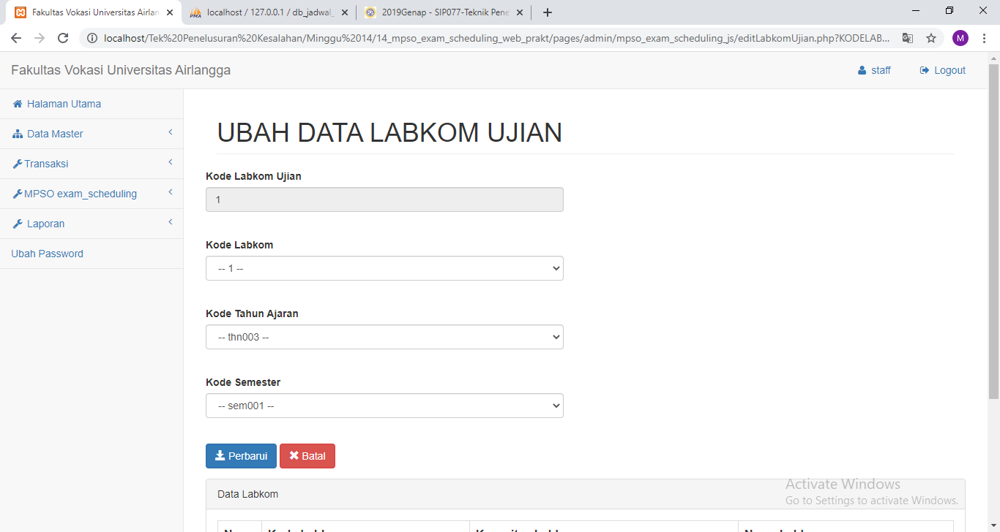 Fakultas Vokasi Universitas Airlan
localhost / 127.0.0.1 / db_jadwal_
2019Genap - SIP077-Teknik Pene
localhost/Tek%20Penelusuran%20Kesalahan/Minggu%2014/14_mpso_exam_scheduling_web_prakt/pages/admin/mpso_exam_scheduling_js/editLabkomUjian.php?KODELAB...
M
Fakultas Vokasi Universitas Airlangga
staff
Logout
Halaman Utama
Data Master
Transaksi
MPSO exam_scheduling
Laporan
Ubah Password
UBAH DATA LABKOM UJIAN
Kode Labkom Ujian
1
Kode Labkom
-- 1 --
Kode Tahun Ajaran
-- thn003 --
Kode Semester
-- sem001 --
Perbarui
Batal
Data Labkom
Activate Windows
Go to Settings to activate Windows.